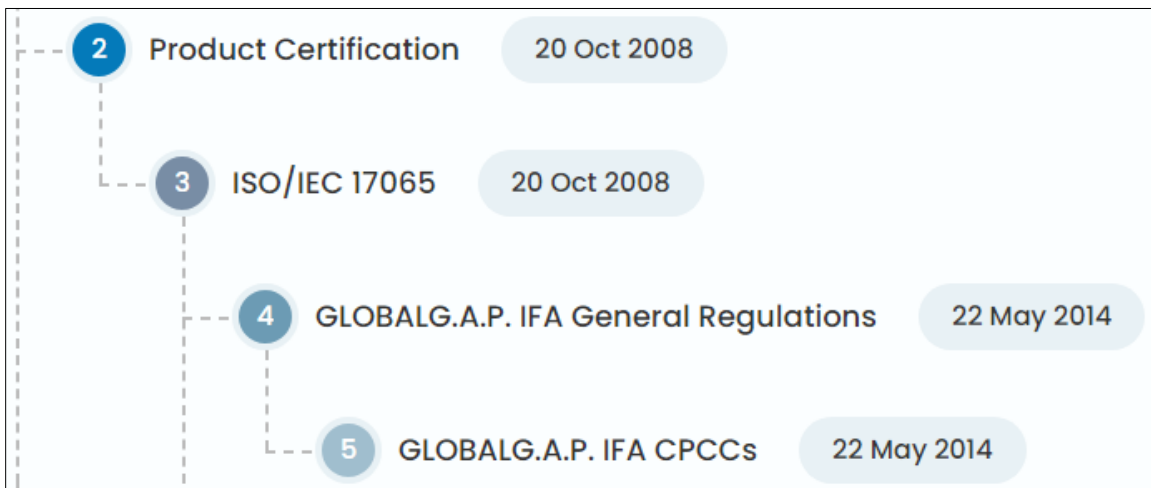 2 Product Certification 20 Oct 2008
3 ISO/IEC 17065 20 Oct 2008
4 GLOBALG.A.P. IFA General Regulations 22 May 2014
5 GLOBALG.A.P. IFA CPCCs 22 May 2014